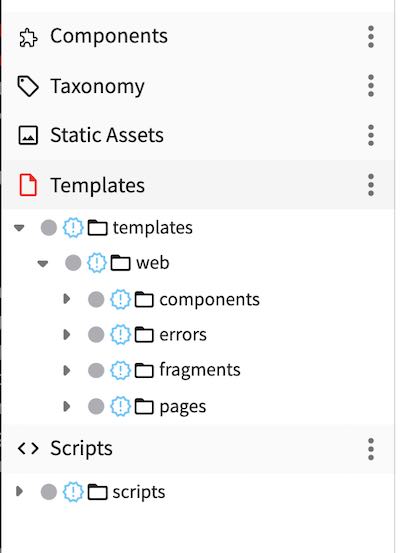 Components
Taxonomy
Static Assets
Templates
templates
web
components
errors
fragments
pages
Scripts
scripts